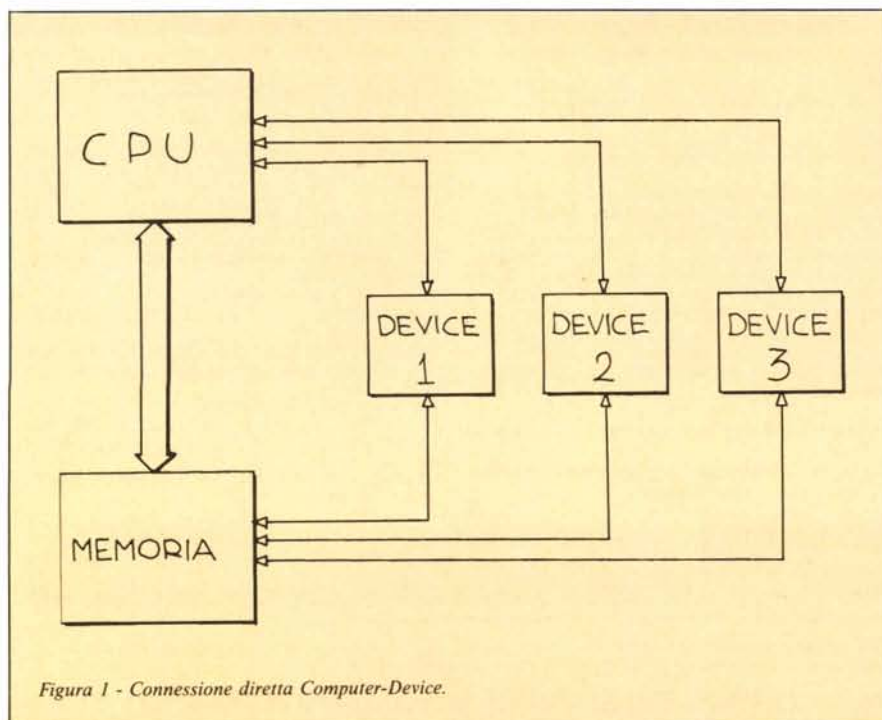 CPU
DEVICE
1
DEVICE
2
DEVICE
3
MEMORIA
Figura 1 - Connessione diretta Computer-Device.